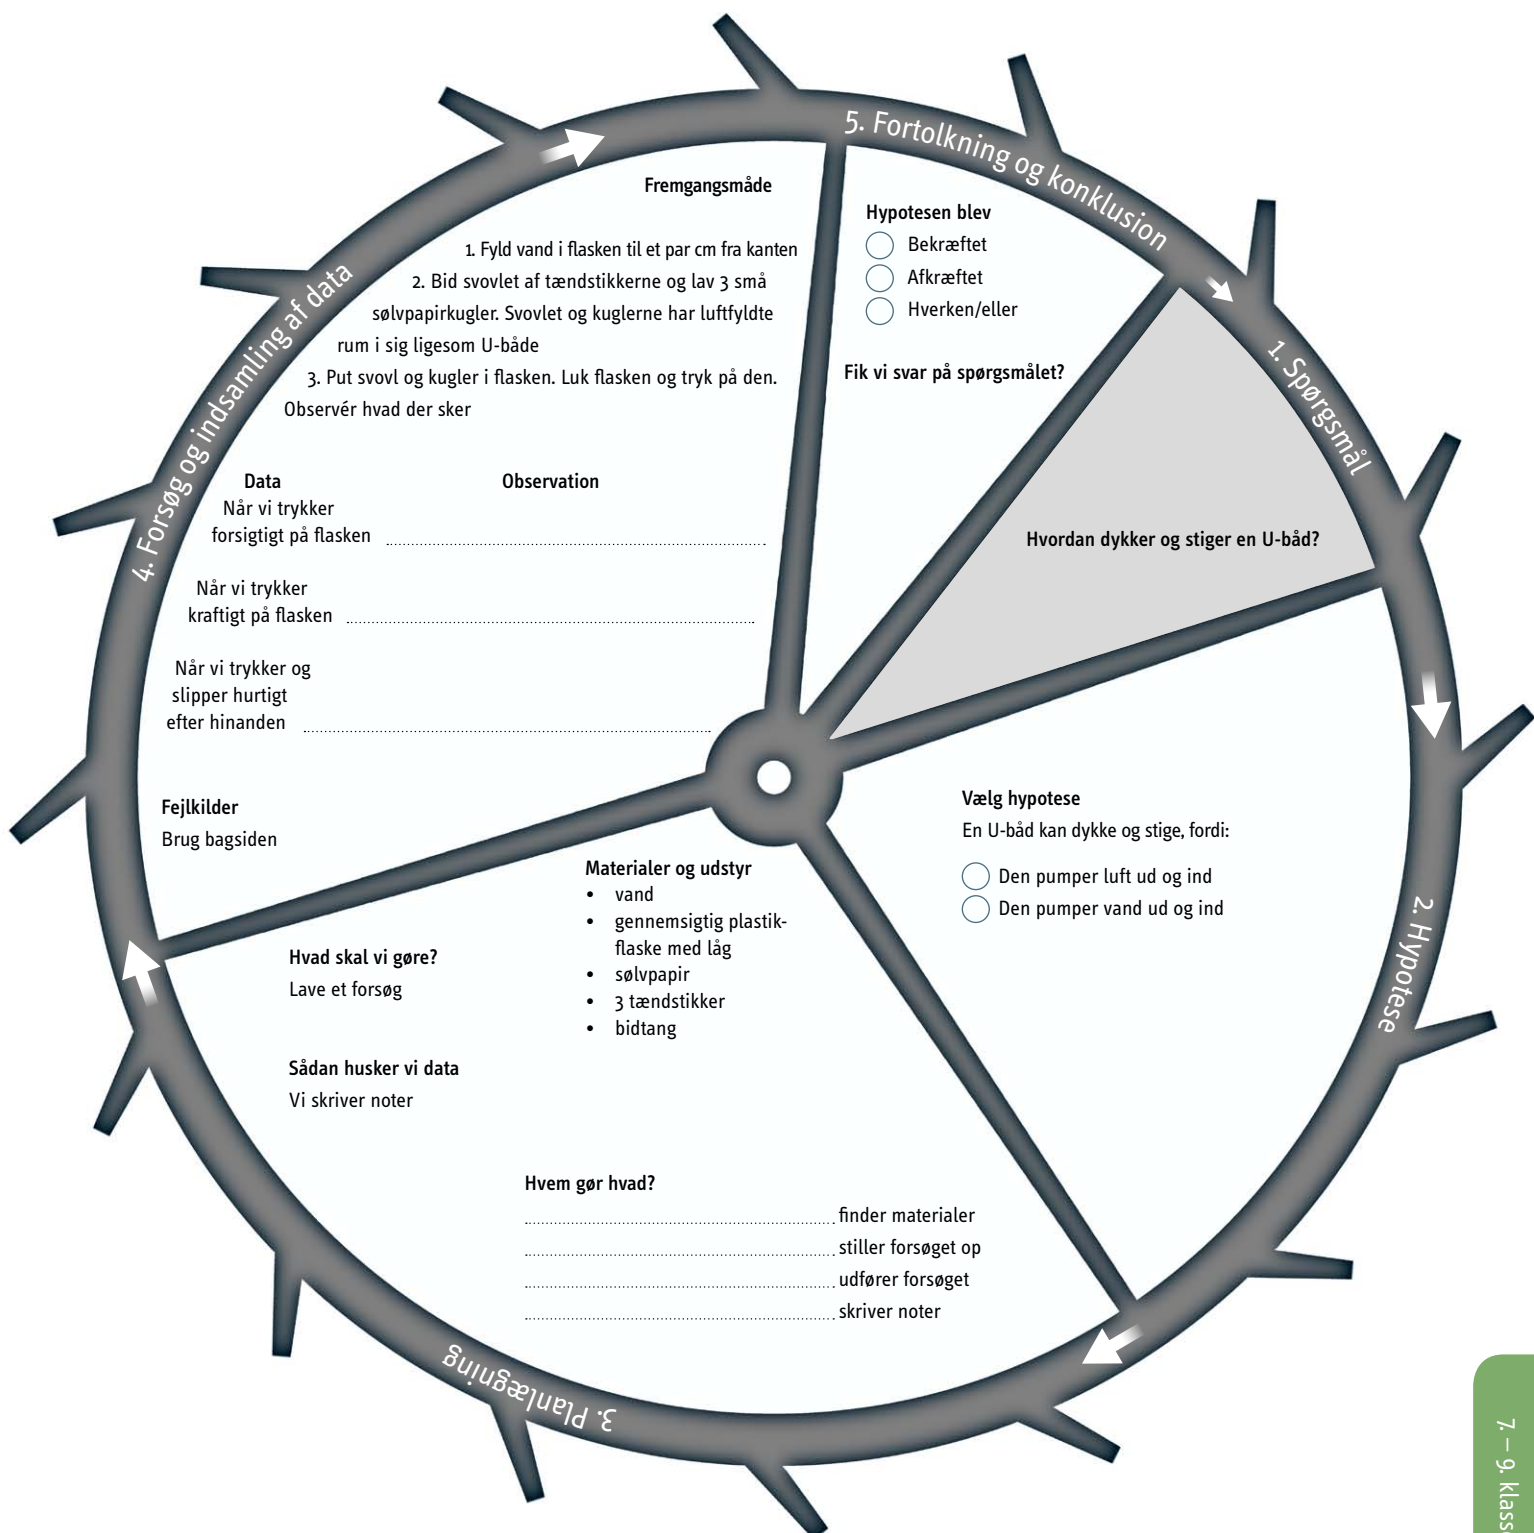 5. Fortolkning og konklusion
Hypotesen blev
Bekræftet
Afkræftet
Hverken/eller
Fik vi svar på spørgsmålet?
1. Spørgsmål
Hvordan dykker og stiger en U-båd?
2. Hypotese
Vælg hypotese
En U-båd kan dykke og stige, fordi:
Den pumper luft ud og ind
Den pumper vand ud og ind
3. Planlægning
Hvad skal vi gøre?
Lave et forsøg
Sådan husker vi data
Vi skriver noter
Materialer og udstyr
• vand
• gennemsigtig plastik-
flaske med låg
• sølvpapir
• 3 tændstikker
• bidtang
Hvem gør hvad?
finder materialer
stiller forsøget op
udfører forsøget
skriver noter
4. Forsøg og indsamling af data
Fremgangsmåde
1. Fyld vand i flasken til et par cm fra kanten
2. Bid svovlet af tændstikkerne og lav 3 små
sølvpapirkugler. Svovlet og kuglerne har luftfyldte
rum i sig ligesom U-både
3. Put svovl og kugler i flasken. Luk flasken og tryk på den.
Observér hvad der sker
Data
Observation
Når vi trykker
forsigtigt på flasken
Når vi trykker
kraftigt på flasken
Når vi trykker og
slipper hurtigt
efter hinanden
Fejlkilder
Brug bagsiden
7. – 9. klasse